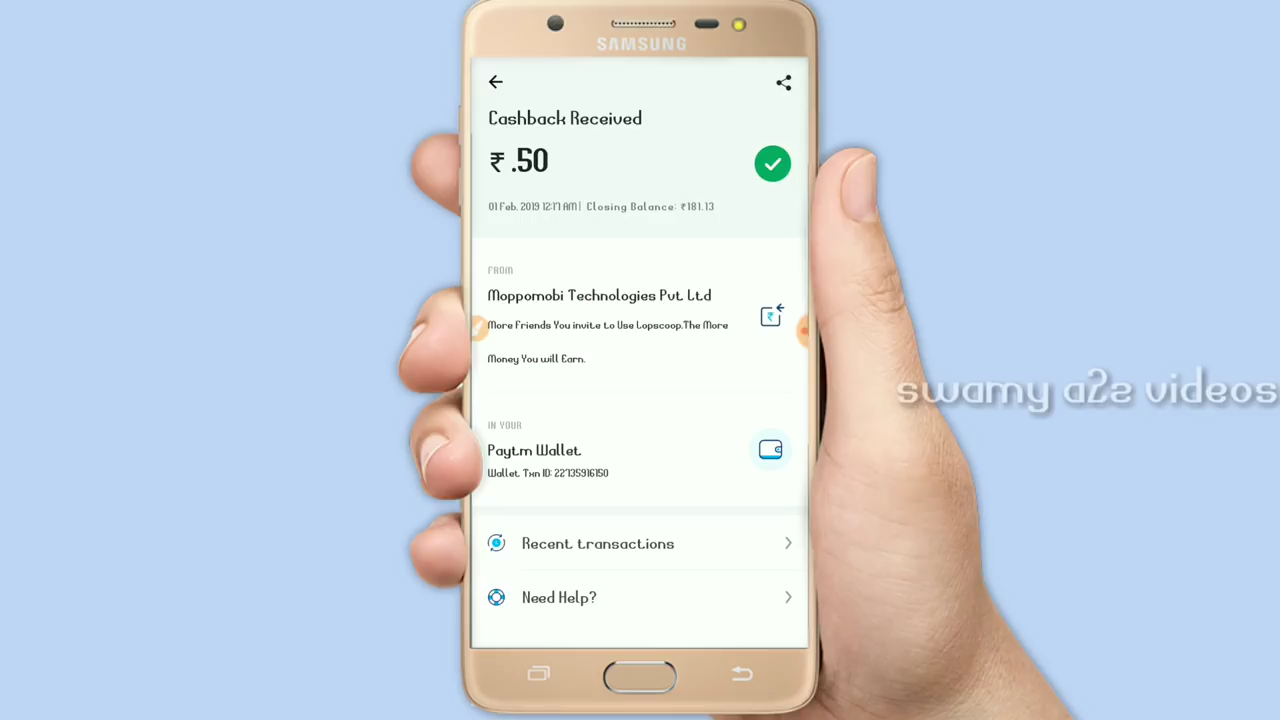 SAMSUNG
Cashback Received
₹ .50
01 Feb. 2019 12:17 AM | Closing Balance: ₹181.13
FROM
Moppomobi Technologies Pvt. Ltd
More Friends You invite to Use Lopscoop.The More
Money You will Earn.
swamy a2z videos
IN YOUR
Paytm Wallet
Wallet Txn ID: 22735916150
Recent transactions
Need Help?